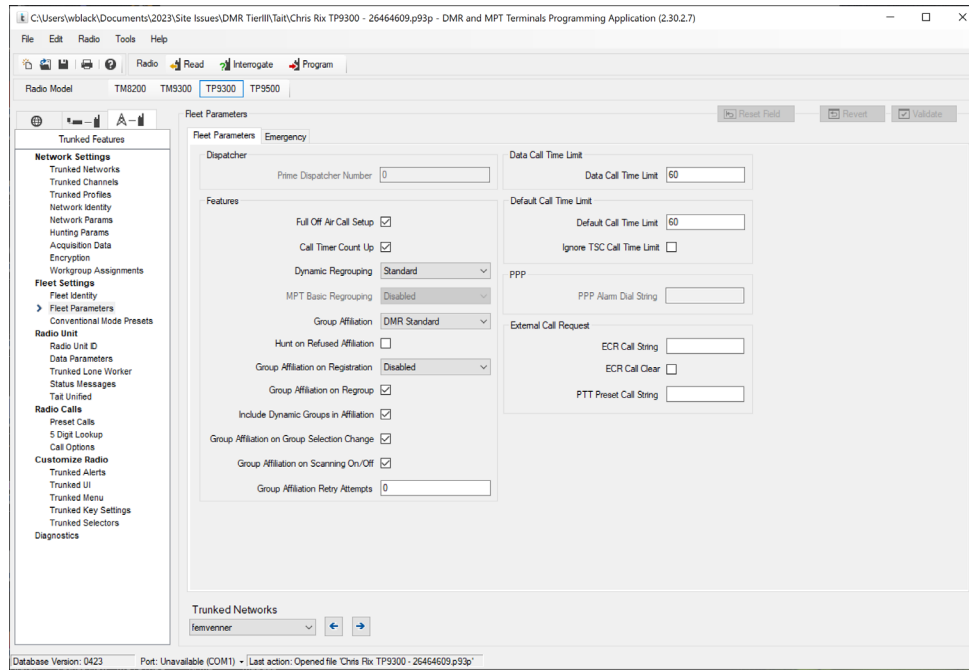 C:\Users\wblack\Documents\2023\Site Issues\DMR TierIII\Tait\Chris Rix TP9300 - 26464609.p93p - DMR and MPT Terminals Programming Application (2.30.2.7)
File Edit Radio Tools Help
Radio Read Interrogate Program
Radio Model TM8200 TM9300 TP9300 TP9500
Trunked Features
Network Settings
Trunked Networks
Trunked Channels
Trunked Profiles
Network Identity
Network Params
Hunting Params
Acquisition Data
Encryption
Workgroup Assignments
Fleet Settings
Fleet Identity
Fleet Parameters
Conventional Mode Presets
Radio Unit
Radio Unit ID
Data Parameters
Trunked Lone Worker
Status Messages
Tait Unified
Radio Calls
Preset Calls
5 Digit Lookup
Call Options
Customize Radio
Trunked Alerts
Trunked UI
Trunked Menu
Trunked Key Settings
Trunked Selectors
Diagnostics
Fleet Parameters
Reset Field Revert Validate
Fleet Parameters Emergency
Dispatcher
Prime Dispatcher Number 0
Features
Full Off Air Call Setup
Call Timer Count Up
Dynamic Regrouping Standard
MPT Basic Regrouping Disabled
Group Affiliation DMR Standard
Hunt on Refused Affiliation
Group Affiliation on Registration Disabled
Group Affiliation on Regroup
Include Dynamic Groups in Affiliation
Group Affiliation on Group Selection Change
Group Affiliation on Scanning On/Off
Group Affiliation Retry Attempts 0
Data Call Time Limit
Data Call Time Limit 60
Default Call Time Limit
Default Call Time Limit 60
Ignore TSC Call Time Limit
PPP
PPP Alarm Dial String
External Call Request
ECR Call String
ECR Call Clear
PTT Preset Call String
Trunked Networks
femvenner
Database Version: 0423 Port: Unavailable (COM1) Last action: Opened file 'Chris Rix TP9300 - 26464609.p93p'